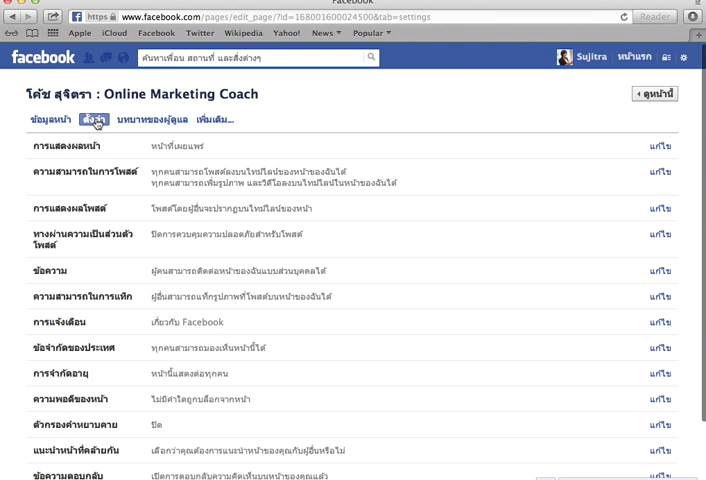 Facebook
https www.facebook.com/pages/edit_page/?id=168001600024500&tab=settings
Reader
Apple iCloud Facebook Twitter Wikipedia Yahoo! News Popular
facebook
ค้นหาเพื่อน สถานที่ และสิ่งต่างๆ
Sujitra หน้าแรก
โค้ช สุจิตรา : Online Marketing Coach
ดูหน้านี้
ข้อมูลหน้า ตั้งค่า บทบาทของผู้ดูแล เพิ่มเติม...
การแสดงผลหน้า หน้าที่เผยแพร่ แก้ไข
ความสามารถในการโพสต์ ทุกคนสามารถโพสต์ลงบนไทม์ไลน์ของหน้าของฉันได้ แก้ไข
ทุกคนสามารถเพิ่มรูปภาพ และวิดีโอลงบนไทม์ไลน์ในหน้าของฉันได้
การแสดงผลโพสต์ โพสต์โดยผู้อื่นจะปรากฏบนไทม์ไลน์ของหน้า แก้ไข
ทางผ่านความเป็นส่วนตัว ปิดการควบคุมความปลอดภัยสำหรับโพสต์ แก้ไข
โพสต์
ข้อความ ผู้คนสามารถติดต่อหน้าของฉันแบบส่วนบุคคลได้ แก้ไข
ความสามารถในการแท็ก ผู้อื่นสามารถแท็กรูปภาพที่โพสต์บนหน้าของฉันได้ แก้ไข
การแจ้งเตือน เกี่ยวกับ Facebook แก้ไข
ข้อจำกัดของประเทศ ทุกคนสามารถมองเห็นหน้านี้ได้ แก้ไข
การจำกัดอายุ หน้านี้แสดงต่อทุกคน แก้ไข
ความพอดีของหน้า ไม่มีคำใดถูกบล็อกจากหน้า แก้ไข
ตัวกรองคำหยาบคาย ปิด แก้ไข
แนะนำหน้าที่คล้ายกัน เลือกว่าคุณต้องการแนะนำหน้าของคุณกับผู้อื่นหรือไม่ แก้ไข
ข้อความตอบกลับ เปิดการตอบกลับความคิดเห็นบนหน้าของคุณแล้ว แก้ไข